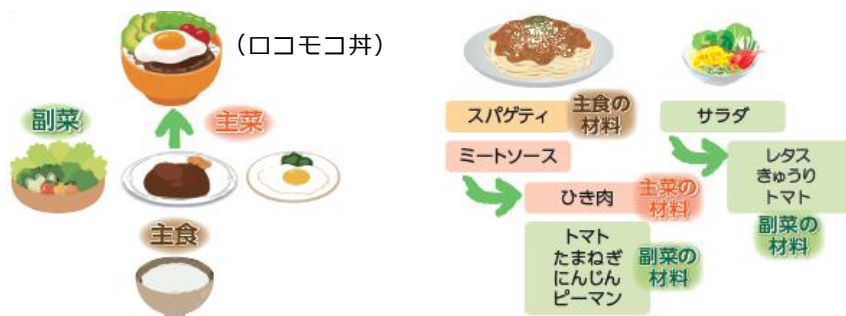 (ロコモコ丼)
副菜
主菜
主食
スパゲティ
主食の
材料
ミートソース
ひき肉
主菜の
材料
トマト
たまねぎ
にんじん
ピーマン
副菜の
材料
サラダ
レタス
きゅうり
トマト
副菜の
材料